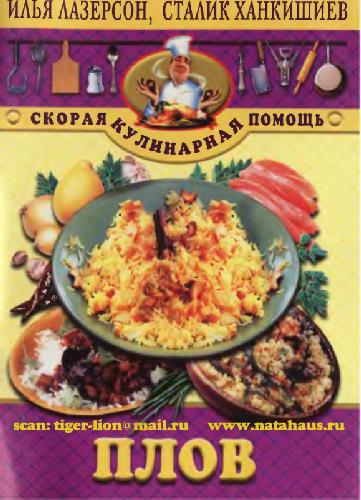 ИЛЬЯ ЛАЗЕРСОН, СТАЛИК ХАНКИШИЕВ
СКОРАЯ КУЛИНАРНАЯ ПОМОЩЬ
scan: tiger-lion@mail.ru www.natahaus.ru
ПЛОВ